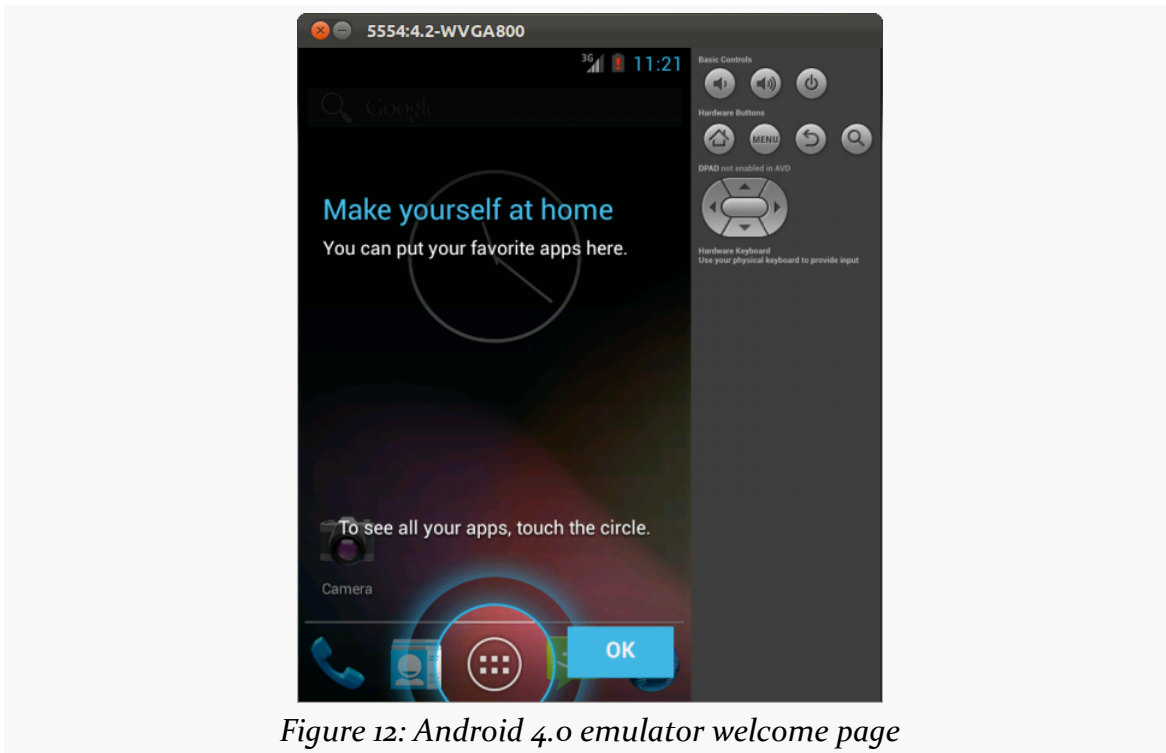 5554:4.2-WVGA800
3G 11:21
Google
Make yourself at home
You can put your favorite apps here.
To see all your apps, touch the circle.
Camera
OK
Basic Controls
Hardware Buttons
MENU
DPAD not enabled in AVD
Hardware Keyboard
Use your physical keyboard to provide input
Figure 12: Android 4.0 emulator welcome page